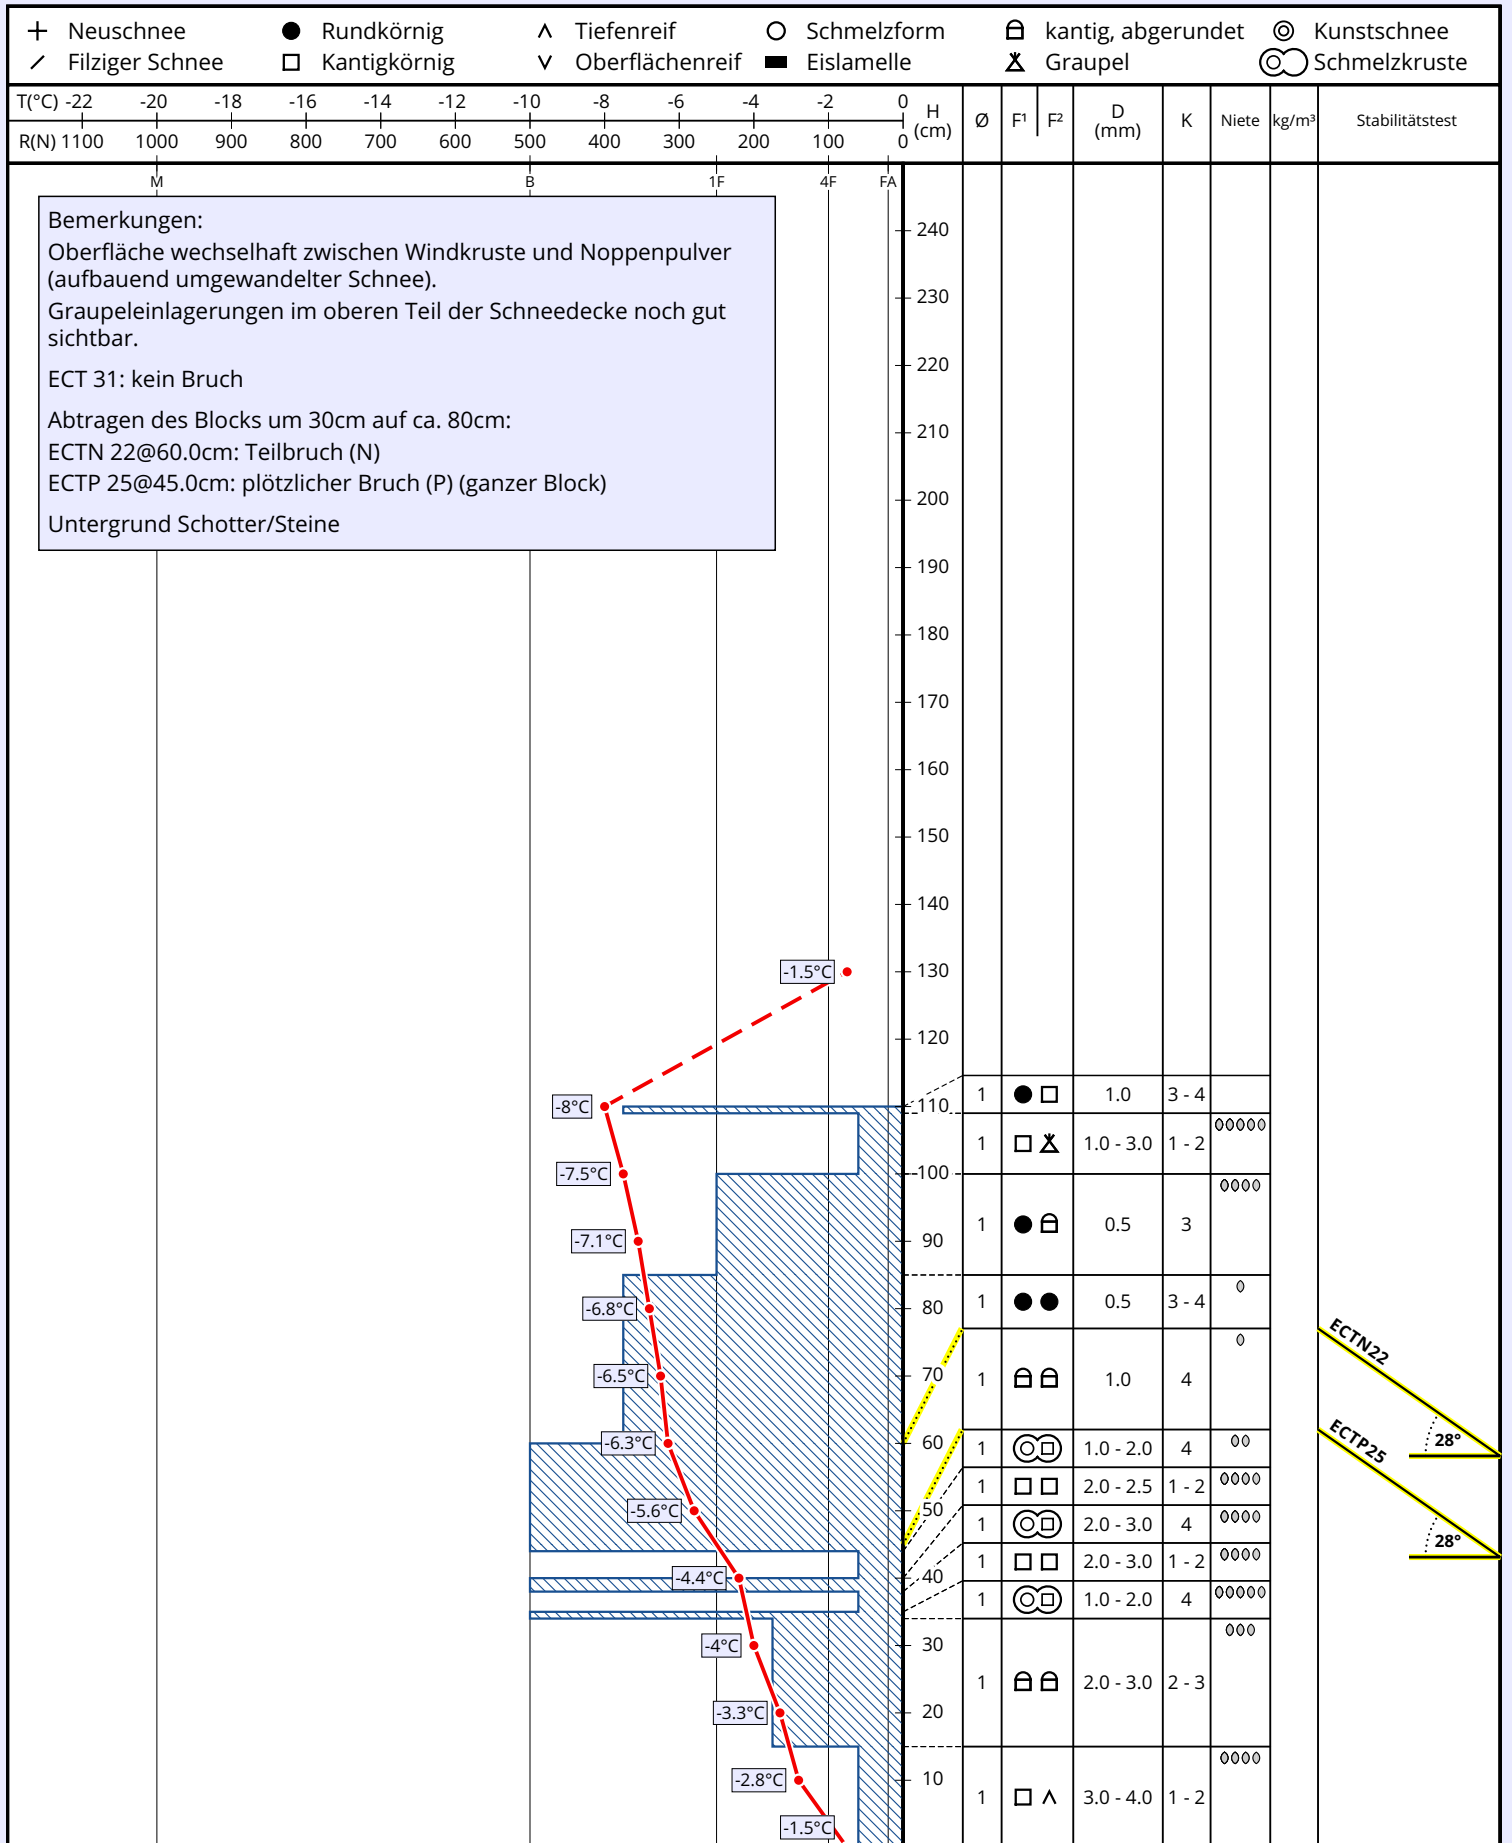 Neuschnee Rundkörnig Tiefenreif Schmelzform kantig, abgerundet Kunstschnee
Filziger Schnee Kantigkörnig Oberflächenreif Eislamelle Graupel Schmelzkruste
T(°C) -22 -20 -18 -16 -14 -12 -10 -8 -6 -4 -2 0
R(N) 1100 1000 900 800 700 600 500 400 300 200 100 0
H (cm) Ø F¹ F² D (mm) K Niete kg/m³ Stabilitätstest
M B 1F 4F FA
Bemerkungen:
Oberfläche wechselhaft zwischen Windkruste und Noppenpulver
(aufbauend umgewandelter Schnee).
Graupeleinlagerungen im oberen Teil der Schneedecke noch gut
sichtbar.
ECT 31: kein Bruch
Abtragen des Blocks um 30cm auf ca. 80cm:
ECTN 22@60.0cm: Teilbruch (N)
ECTP 25@45.0cm: plötzlicher Bruch (P) (ganzer Block)
Untergrund Schotter/Steine
240
230
220
210
200
190
180
170
160
150
140
-1.5°C 130
120
1 1.0 3 - 4
-8°C 110
1 1.0 - 3.0 1 - 2
-7.5°C 100
1 0.5 3
-7.1°C 90
1 0.5 3 - 4
-6.8°C 80
ECTN22
-6.5°C 70 1 1.0 4
28°
-6.3°C 60 1 1.0 - 2.0 4
ECTP25
1 2.0 - 2.5 1 - 2
-5.6°C 50
1 2.0 - 3.0 4
28°
1 2.0 - 3.0 1 - 2
-4.4°C 40
1 1.0 - 2.0 4
-4°C 30
1 2.0 - 3.0 2 - 3
-3.3°C 20
-2.8°C 10
1 3.0 - 4.0 1 - 2
-1.5°C